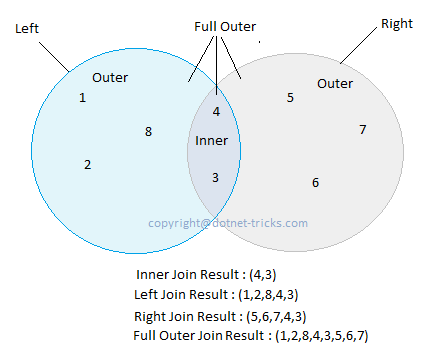 Full Outer
Left
Right
Outer
Outer
1
5
4
8
7
Inner
2
3
6
copyright@dotnet-tricks.com
Inner Join Result : (4,3)
Left Join Result : (1,2,8,4,3)
Right Join Result : (5,6,7,4,3)
Full Outer Join Result : (1,2,8,4,3,5,6,7)